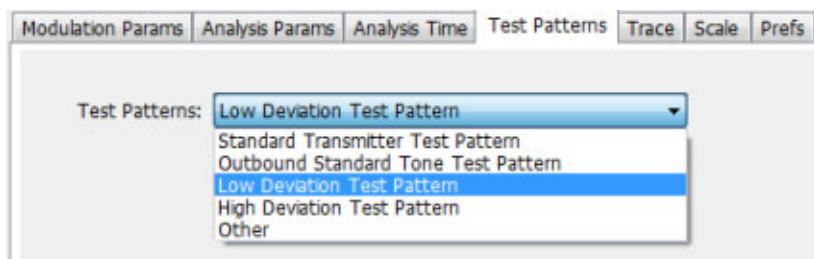 Modulation Params Analysis Params Analysis Time Test Patterns Trace Scale Prefs
Test Patterns: Low Deviation Test Pattern
Standard Transmitter Test Pattern
Outbound Standard Tone Test Pattern
Low Deviation Test Pattern
High Deviation Test Pattern
Other